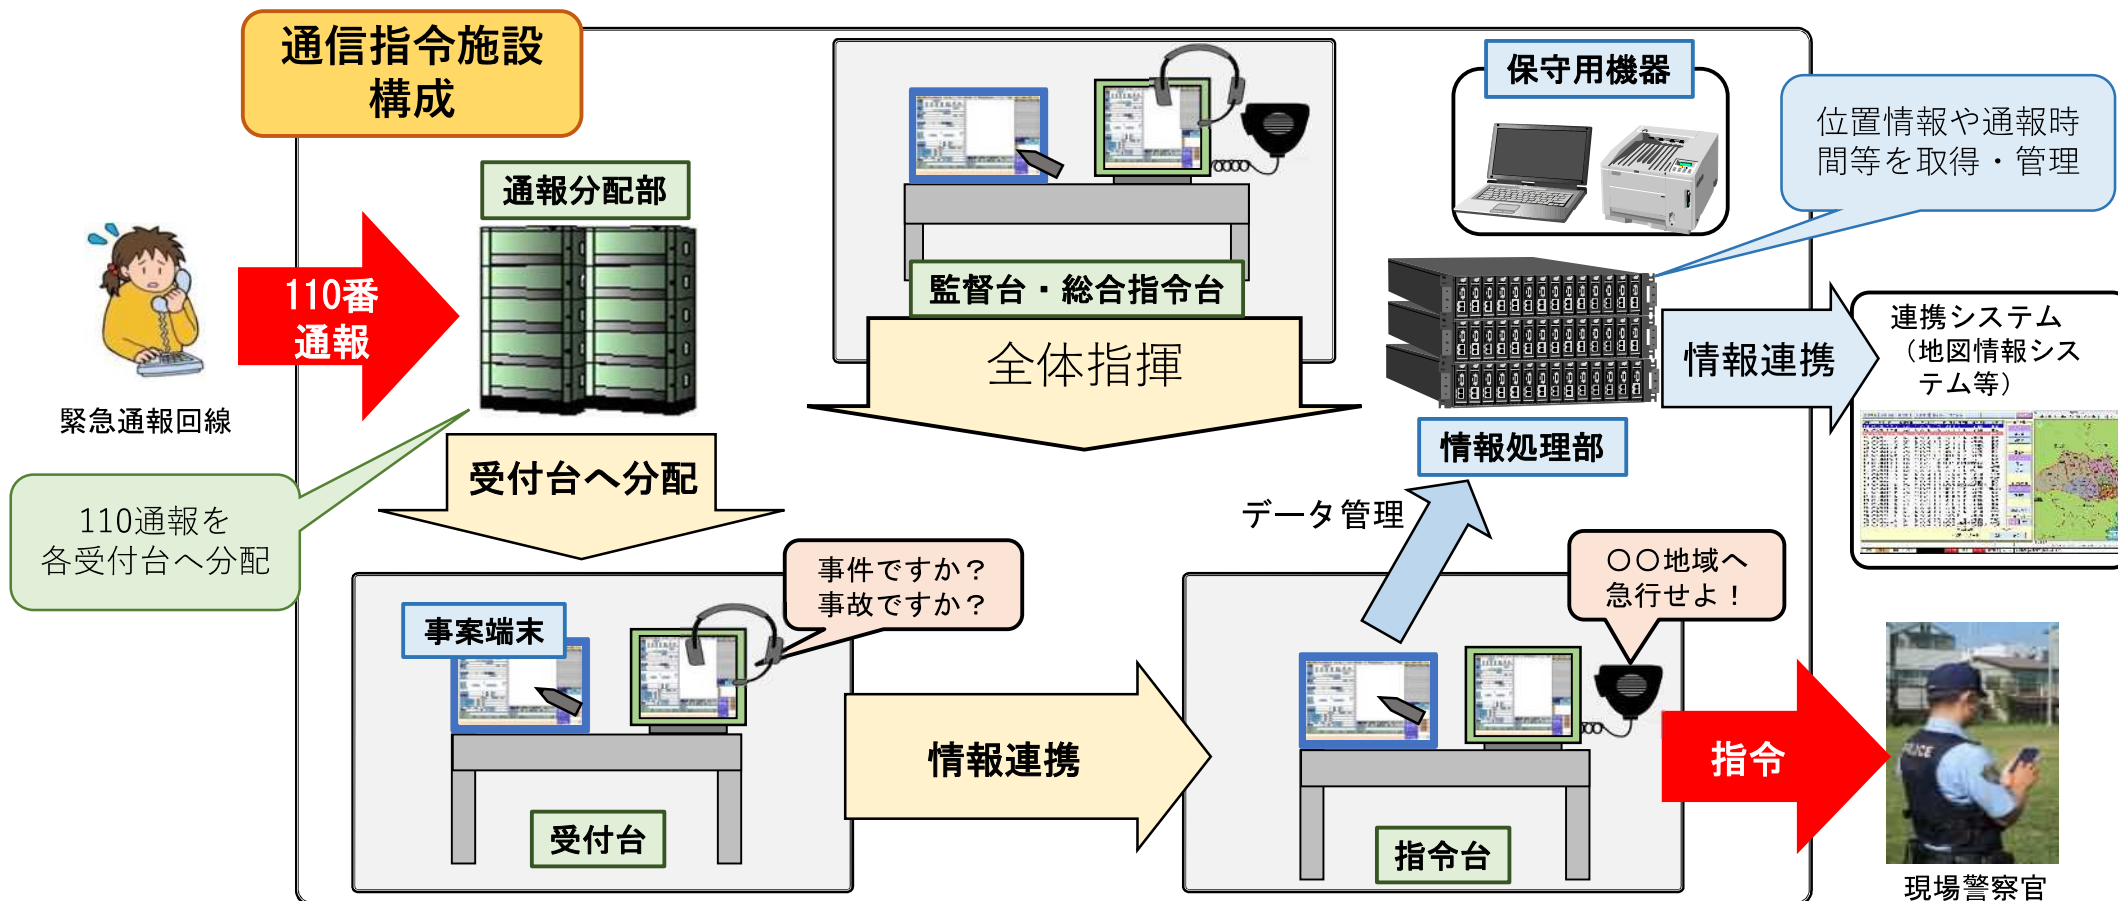 通信指令施設
構成
保守用機器
位置情報や通報時
間等を取得・管理
通報分配部
110番
通報
緊急通報回線
監督台・総合指令台
全体指揮
情報連携
連携システム
（地図情報シス
テム等）
情報処理部
受付台へ分配
110通報を
各受付台へ分配
データ管理
事件ですか？
事故ですか？
〇〇地域へ
急行せよ！
事案端末
情報連携
指令
POLICE
受付台
指令台
現場警察官